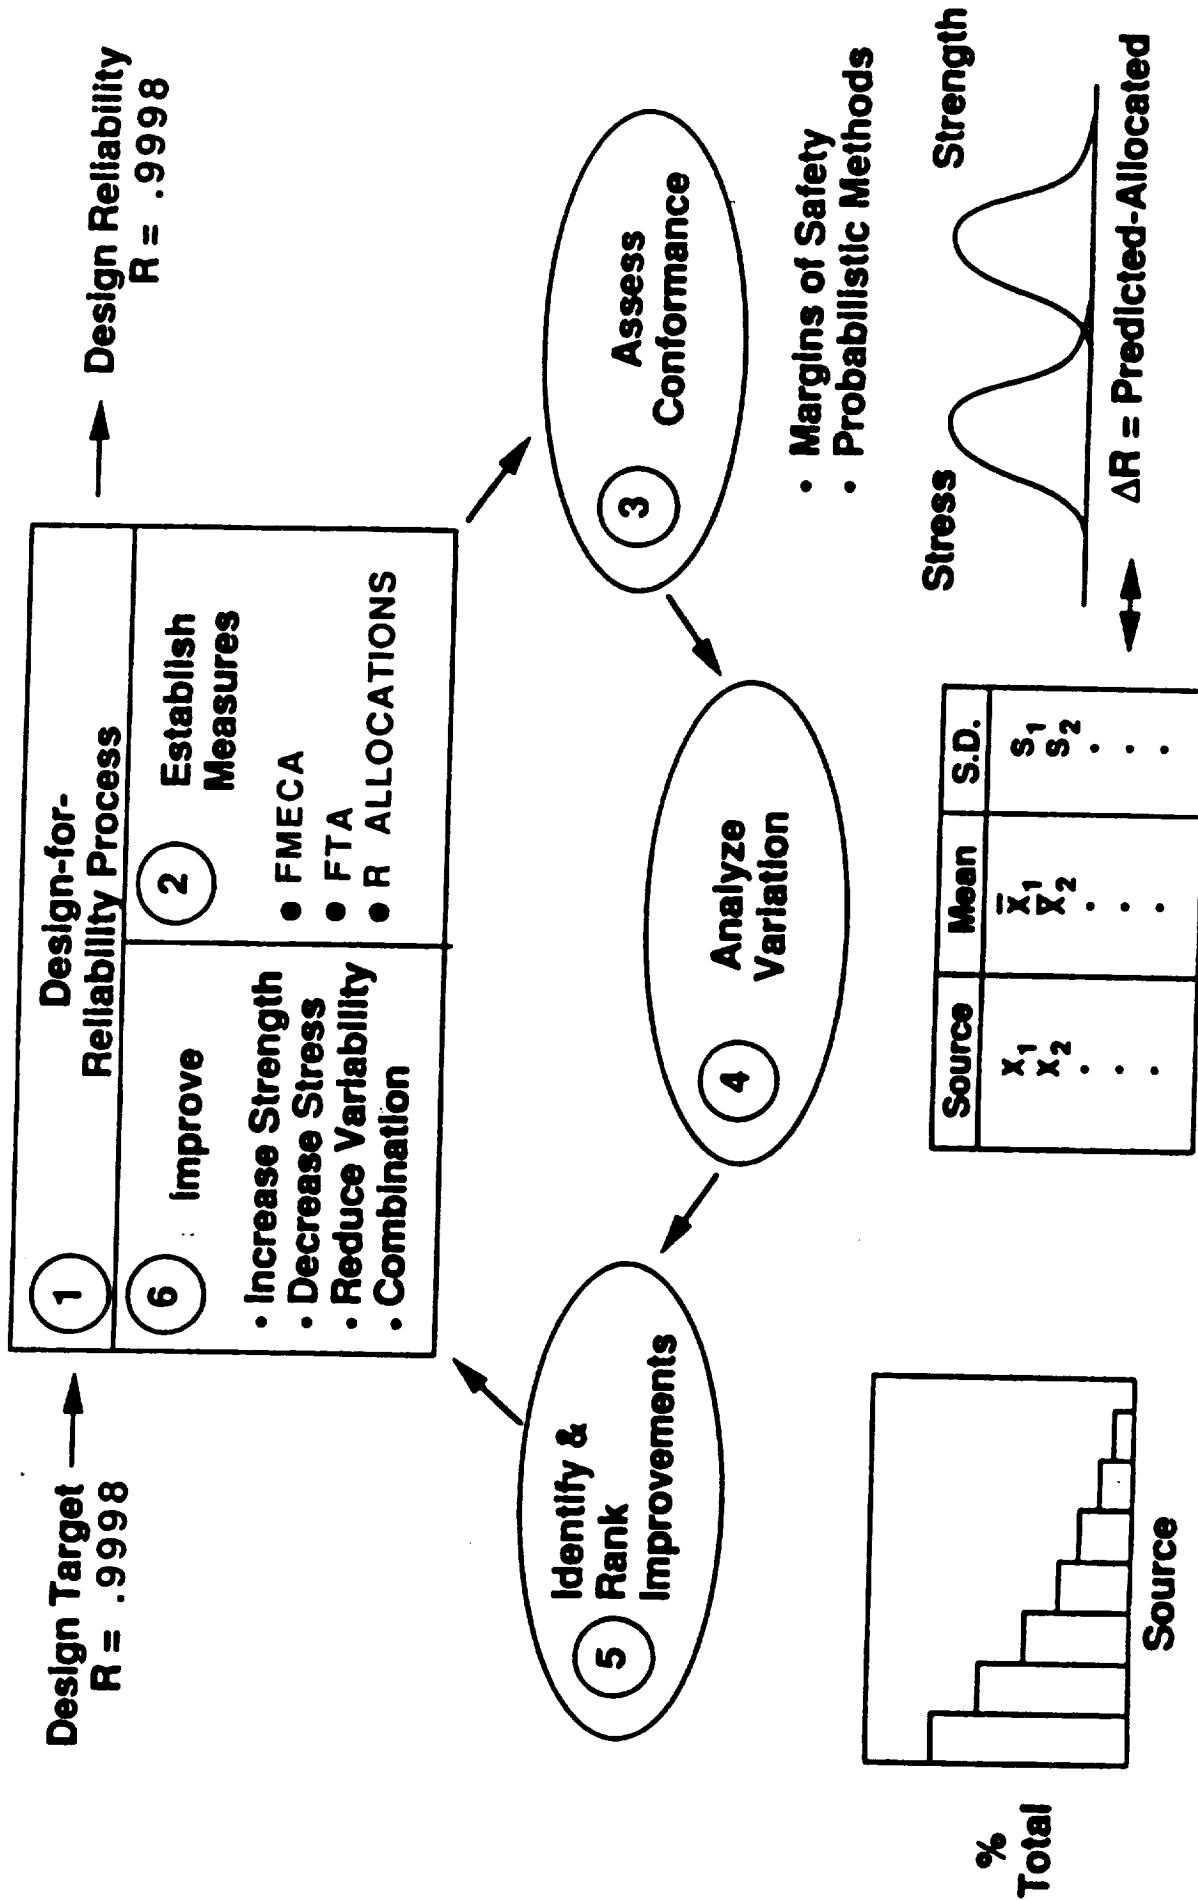 Design Target
R = .9998
Design Reliability
R = .9998
1
Design-for-
Reliability Process
6
Improve
• Increase Strength
• Decrease Stress
• Reduce Variability
• Combination
2
Establish
Measures
● FMECA
● FTA
● R ALLOCATIONS
3
Assess
Conformance
• Margins of Safety
• Probabilistic Methods
Stress
Strength
ΔR = Predicted-Allocated
4
Analyze
Variation
Source Mean S.D.
X₁ X̅₁ S₁
X₂ X̅₂ S₂
. . .
. . .
. . .
5
Identify &
Rank
Improvements
%
Total
Source